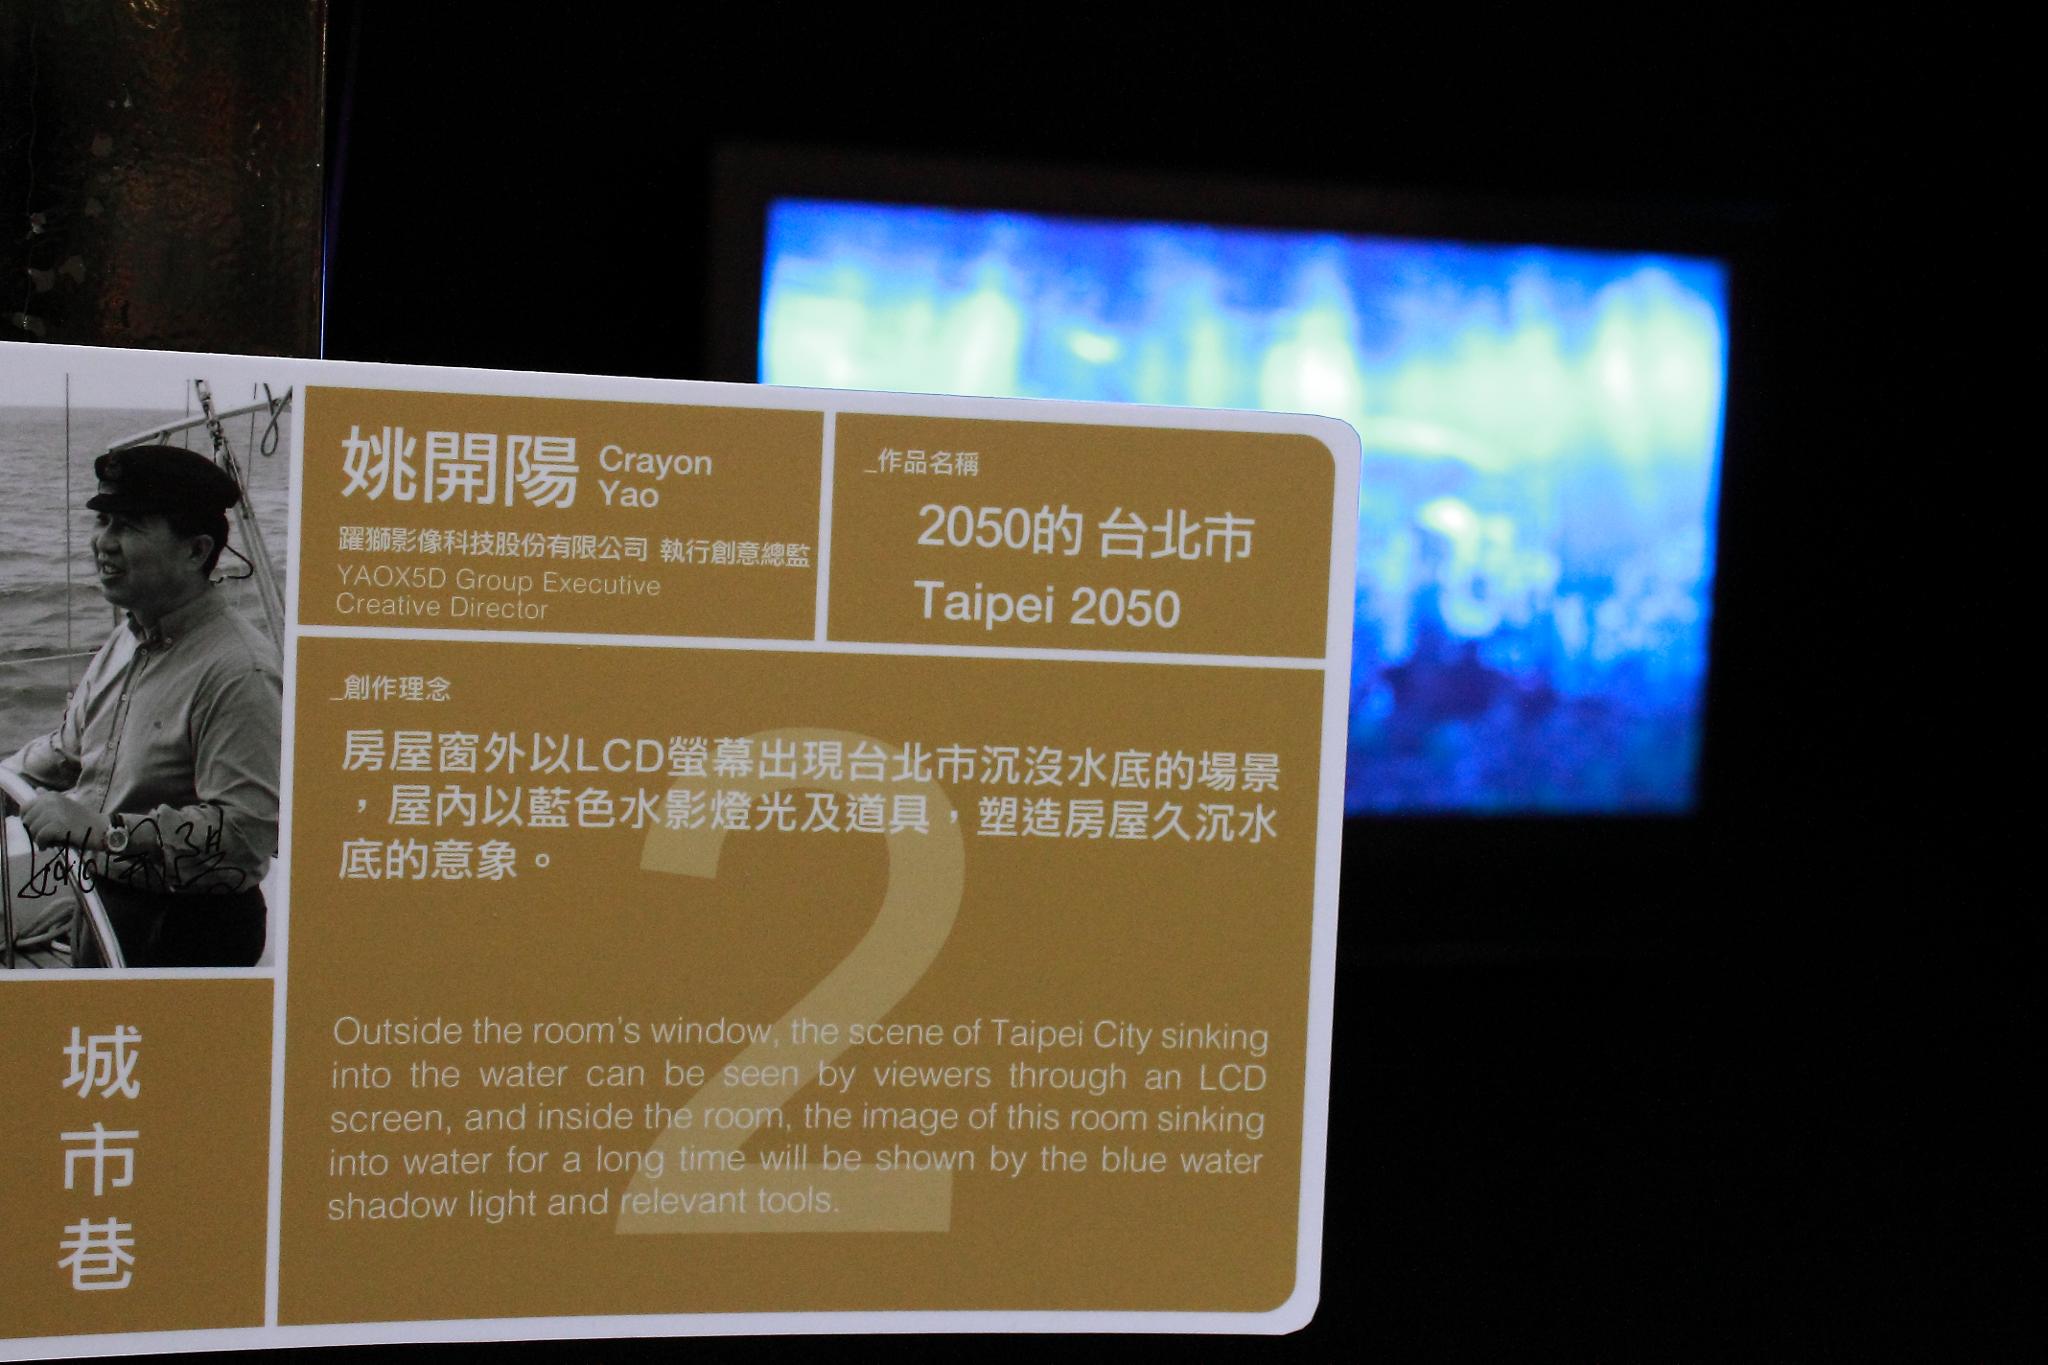 姚開陽 Crayon
Yao
躍獅影像科技股份有限公司 執行創意總監
YAOX5D Group Executive
Creative Director
_作品名稱
2050的 台北市
Taipei 2050
_創作理念
房屋窗外以LCD螢幕出現台北市沉沒水底的場景
，屋內以藍色水影燈光及道具，塑造房屋久沉水
底的意象。
2
Outside the room's window, the scene of Taipei City sinking
into the water can be seen by viewers through an LCD
screen, and inside the room, the image of this room sinking
into water for a long time will be shown by the blue water
shadow light and relevant tools.
姚開陽
城市巷